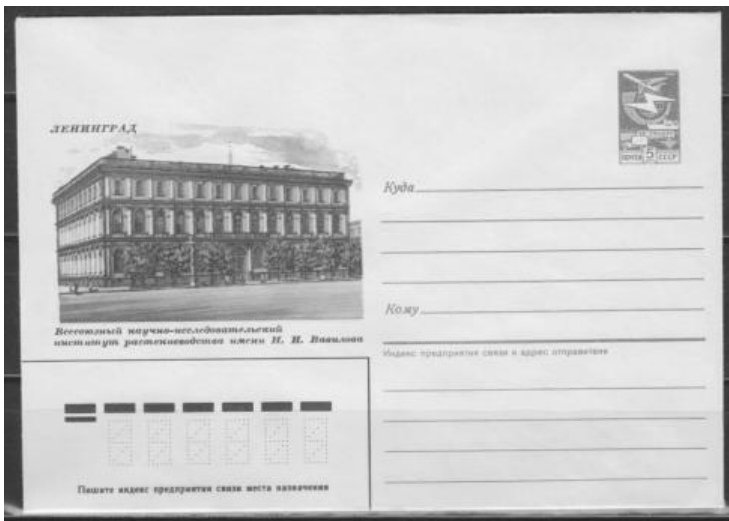 ЛЕНИНГРАД
Всесоюзный научно-исследовательский
институт растениеводства имени Н. И. Вавилова
ПОЧТА 5 СССР
Куда
Кому
Индекс предприятия связи и адрес отправителя
Пишите индекс предприятия связи места назначения